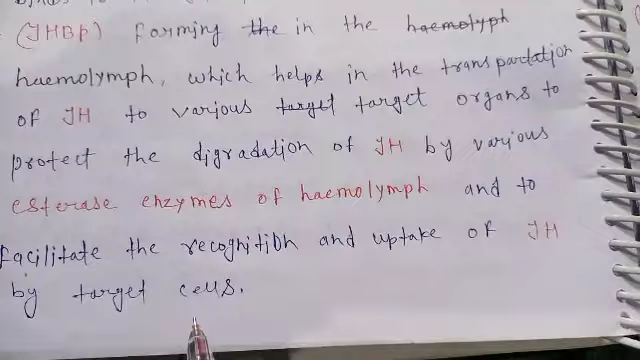 (JHBP) forming the in the haemotyph
haemolymph, which helps in the transpartation
of JH to various target target organs to
protect the digradation of JH by various
esterase enzymes of haemolymph and to
facilitate the recognition and uptake of JH
by target cells.